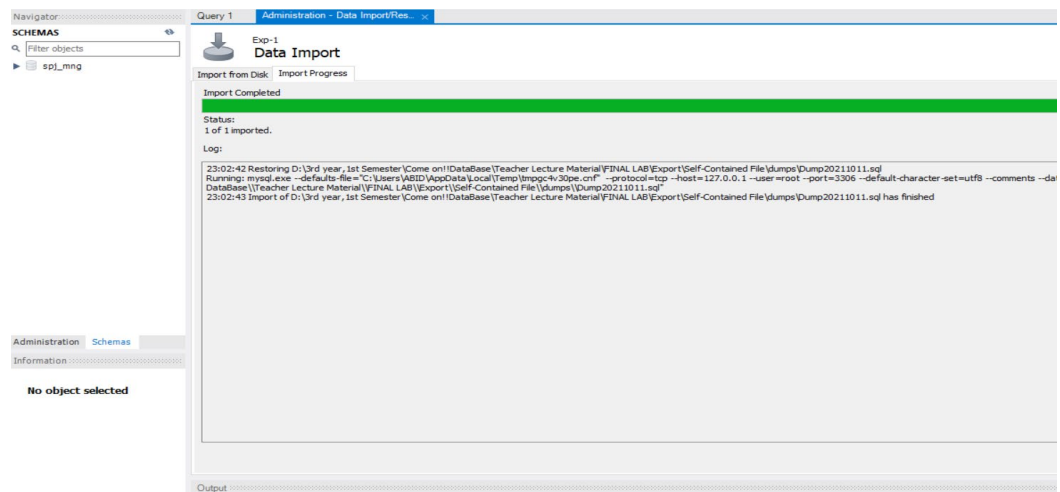 Navigator
SCHEMAS
Filter objects
spj_mng
Administration Schemas
Information
No object selected
Query 1 Administration - Data Import/Res... ×
Exp-1
Data Import
Import from Disk Import Progress
Import Completed
Status:
1 of 1 imported.
Log:
23:02:42 Restoring D:\3rd year,1st Semester\Come on!!DataBase\Teacher Lecture Material\FINAL LAB\Export\Self-Contained File\dumps\Dump20211011.sql
Running: mysql.exe --defaults-file="C:\Users\ABID\AppData\Local\Temp\tmpgc4v30pe.cnf" --protocol=tcp --host=127.0.0.1 --user=root --port=3306 --default-character-set=utf8 --comments --dat
DataBase\\Teacher Lecture Material\\FINAL LAB\\Export\\Self-Contained File\\dumps\\Dump20211011.sql"
23:02:43 Import of D:\3rd year,1st Semester\Come on!!DataBase\Teacher Lecture Material\FINAL LAB\Export\Self-Contained File\dumps\Dump20211011.sql has finished
Output